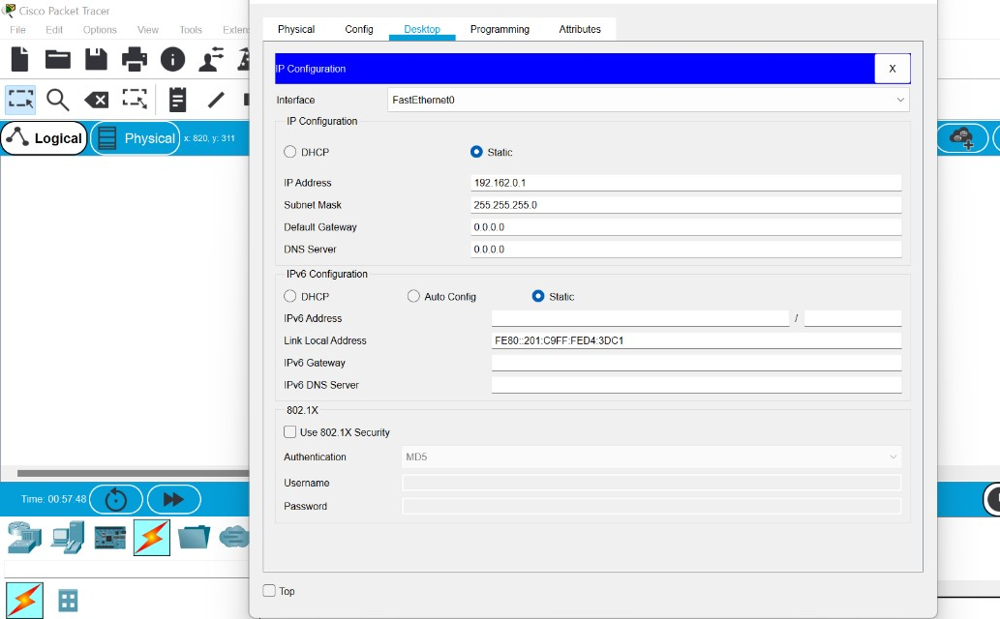 Cisco Packet Tracer
File Edit Options View Tools Exten
Logical Physical x: 820, y: 311
Time: 00:57:48
Physical Config Desktop Programming Attributes
IP Configuration X
Interface FastEthernet0
IP Configuration
DHCP Static
IP Address 192.162.0.1
Subnet Mask 255.255.255.0
Default Gateway 0.0.0.0
DNS Server 0.0.0.0
IPv6 Configuration
DHCP Auto Config Static
IPv6 Address /
Link Local Address FE80::201:C9FF:FED4:3DC1
IPv6 Gateway
IPv6 DNS Server
802.1X
Use 802.1X Security
Authentication MD5
Username
Password
Top